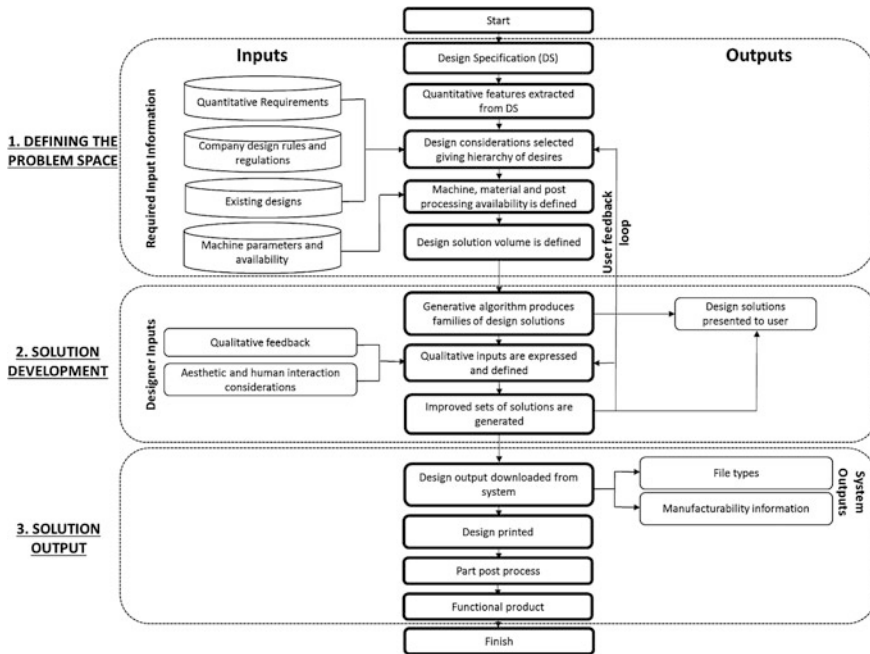 Start
Inputs
Outputs
Design Specification (DS)
Quantitative features extracted
from DS
Design considerations selected
giving hierarchy of desires
Machine, material and post
processing availability is defined
Design solution volume is defined
1. DEFINING THE
PROBLEM SPACE
Required Input Information
Quantitative Requirements
Company design rules and
regulations
Existing designs
Machine parameters and
availability
User feedback
loop
2. SOLUTION
DEVELOPMENT
Designer Inputs
Qualitative feedback
Aesthetic and human interaction
considerations
Generative algorithm produces
families of design solutions
Qualitative inputs are expressed
and defined
Improved sets of solutions are
generated
Design solutions
presented to user
3. SOLUTION
OUTPUT
Design output downloaded from
system
Design printed
Part post process
Functional product
File types
Manufacturability information
System
Outputs
Finish